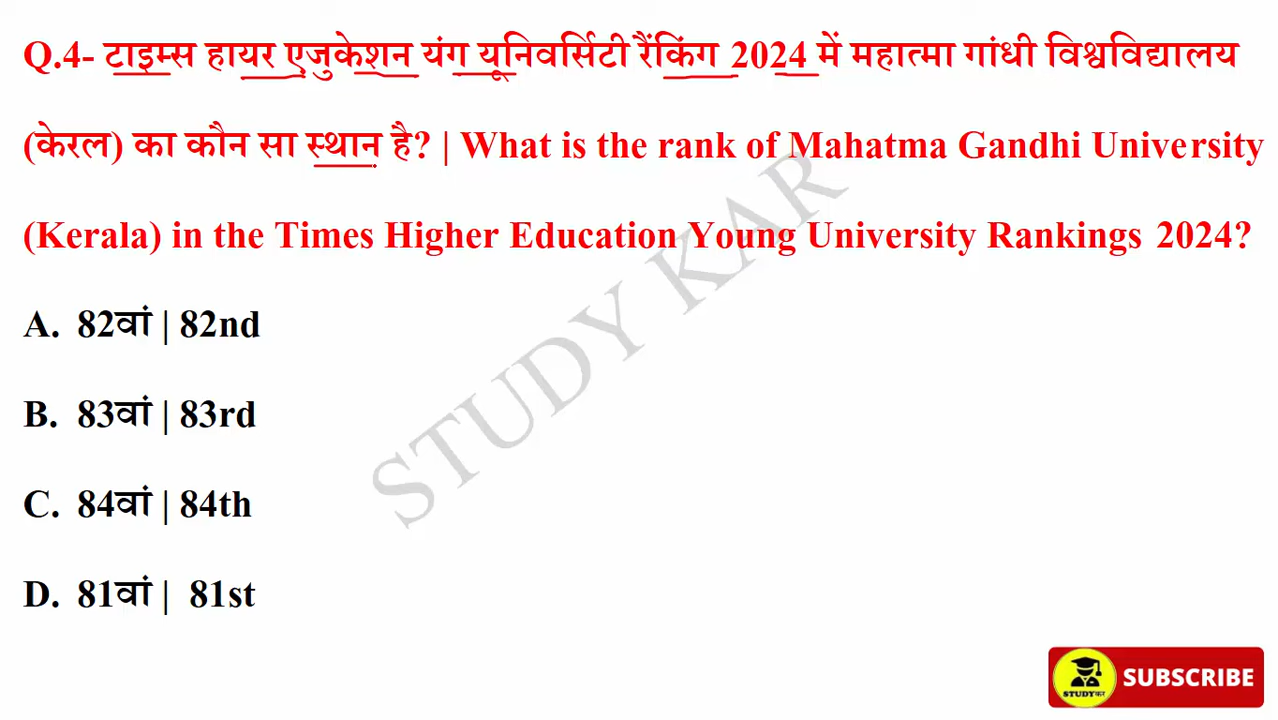 Q.4- टाइम्स हायर एजुकेशन यंग यूनिवर्सिटी रैंकिंग 2024 में महात्मा गांधी विश्वविद्यालय
(केरल) का कौन सा स्थान है? | What is the rank of Mahatma Gandhi University
(Kerala) in the Times Higher Education Young University Rankings 2024?
A. 82वां | 82nd
B. 83वां | 83rd
C. 84वां | 84th
D. 81वां | 81st
STUDY KAR
STUDYकर
SUBSCRIBE